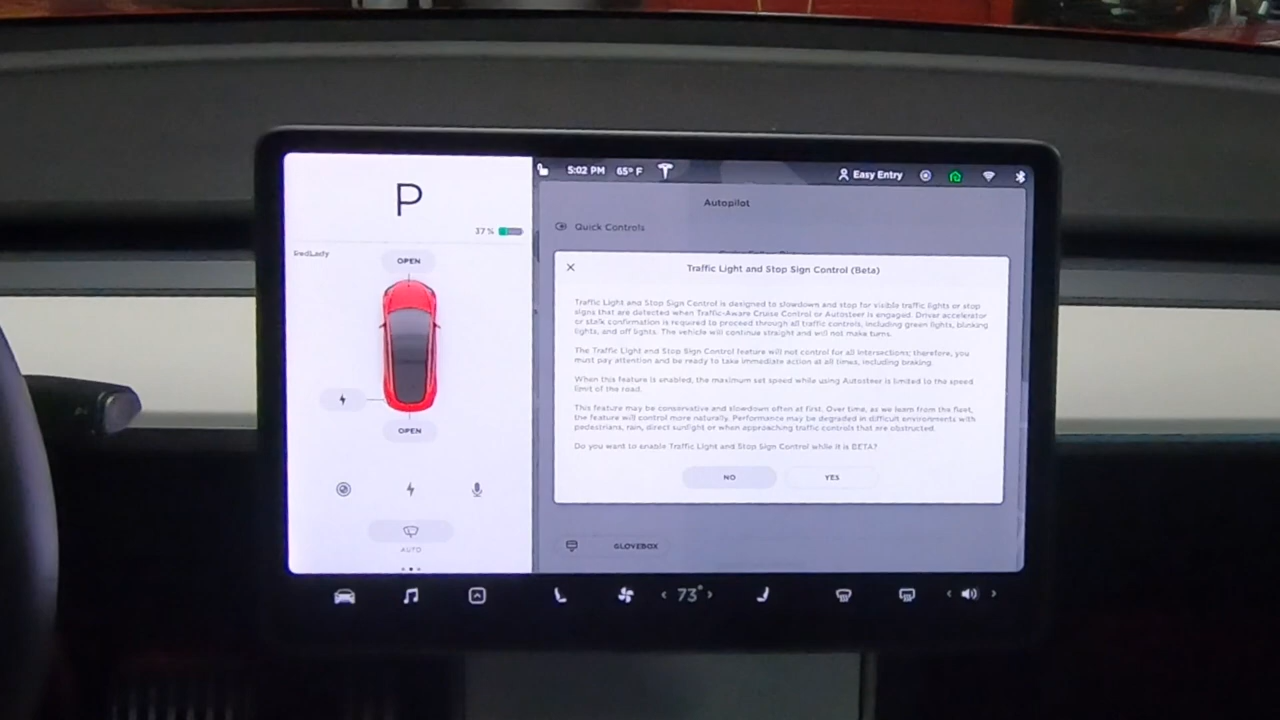 P
37%
RedLady
OPEN
OPEN
AUTO
5:02 PM 65° F
Easy Entry
Autopilot
Quick Controls
Traffic Light and Stop Sign Control (Beta)
Traffic Light and Stop Sign Control is designed to slowdown and stop for visible traffic lights or stop
signs that are detected when Traffic-Aware Cruise Control or Autosteer is engaged. Driver accelerator
or stalk confirmation is required to proceed through all traffic controls, including green lights, blinking
lights, and off lights. The vehicle will continue straight and will not make turns.
The Traffic Light and Stop Sign Control feature will not control for all intersections; therefore, you
must pay attention and be ready to take immediate action at all times, including braking.
When this feature is enabled, the maximum set speed while using Autosteer is limited to the speed
limit of the road.
This feature may be conservative and slowdown often at first. Over time, as we learn from the fleet,
the feature will control more naturally. Performance may be degraded in difficult environments with
pedestrians, rain, direct sunlight or when approaching traffic controls that are obstructed.
Do you want to enable Traffic Light and Stop Sign Control while it is BETA?
NO YES
GLOVEBOX
73°